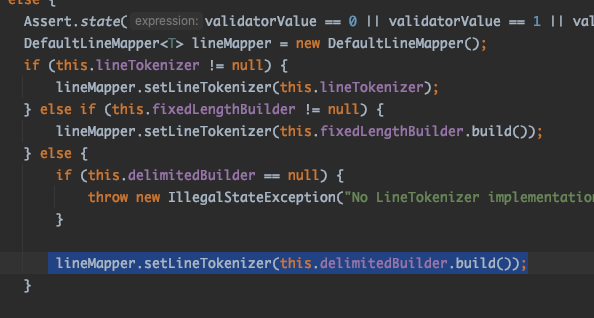 else {
Assert.state( expression: validatorValue == 0 || validatorValue == 1 ||
DefaultLineMapper<T> lineMapper = new DefaultLineMapper();
if (this.lineTokenizer != null) {
lineMapper.setLineTokenizer(this.lineTokenizer);
} else if (this.fixedLengthBuilder != null) {
lineMapper.setLineTokenizer(this.fixedLengthBuilder.build());
} else {
if (this.delimitedBuilder == null) {
throw new IllegalStateException("No LineTokenizer implementation
}
lineMapper.setLineTokenizer(this.delimitedBuilder.build());
}